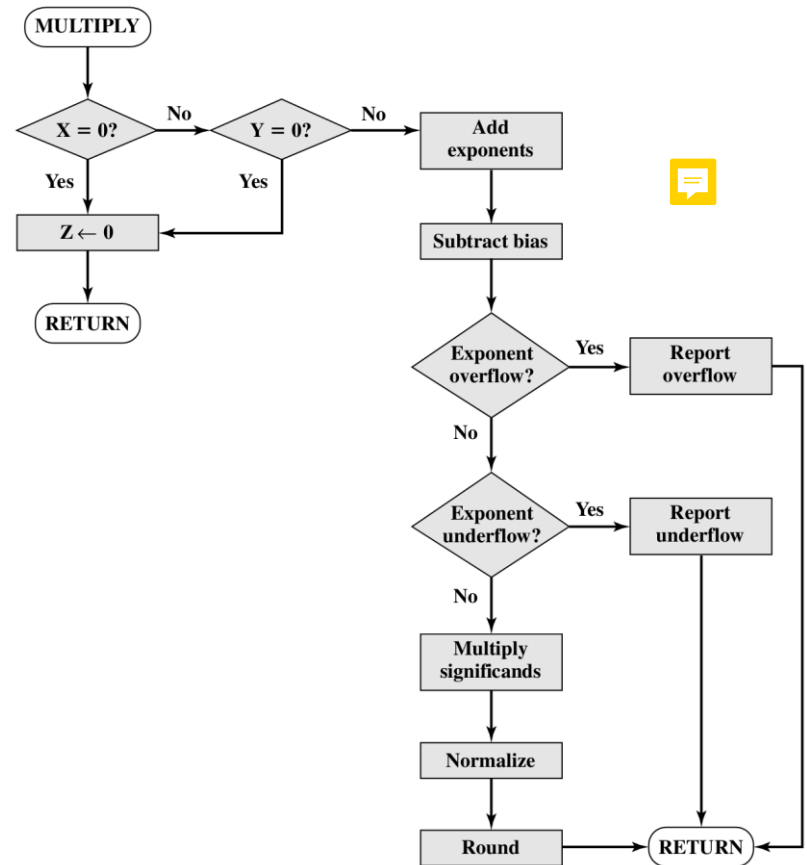 MULTIPLY
X = 0?
No
Y = 0?
No
Add
exponents
Yes
Yes
Z ← 0
RETURN
Subtract bias
Exponent
overflow?
Yes
Report
overflow
No
Exponent
underflow?
Yes
Report
underflow
No
Multiply
significands
Normalize
Round
RETURN